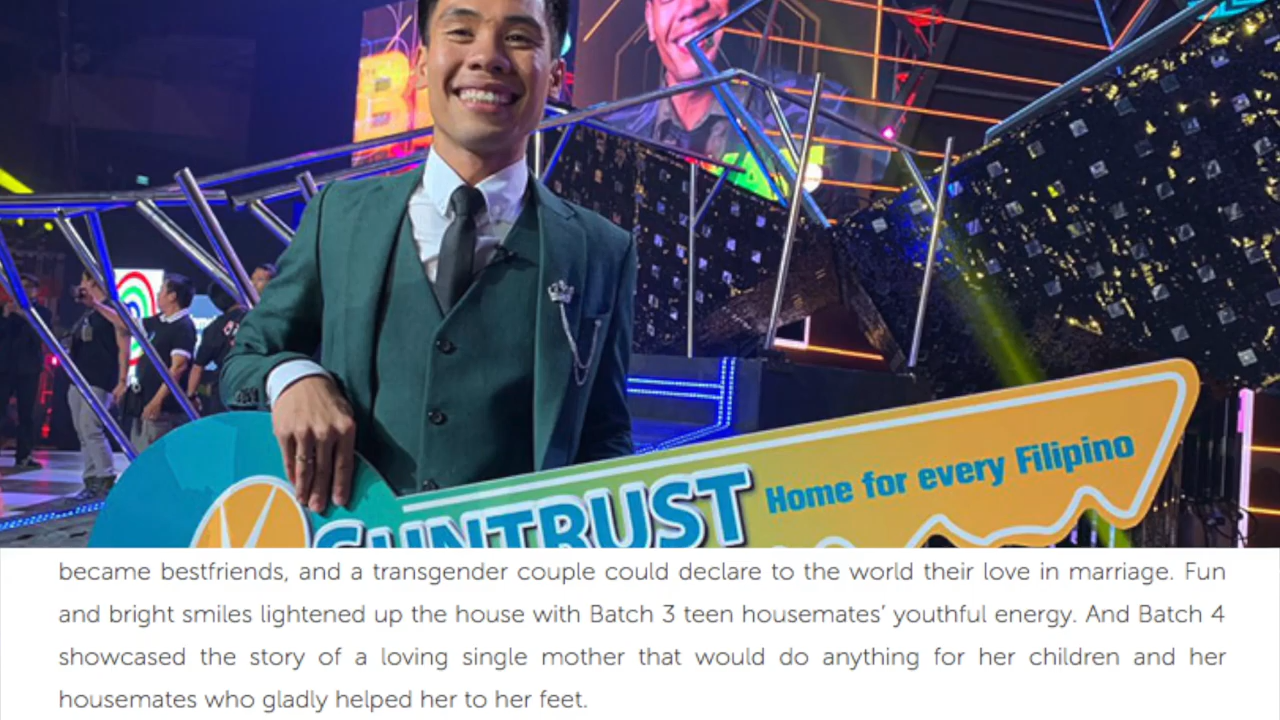 SUNTRUST
Home for every Filipino
became bestfriends, and a transgender couple could declare to the world their love in marriage. Fun
and bright smiles lightened up the house with Batch 3 teen housemates’ youthful energy. And Batch 4
showcased the story of a loving single mother that would do anything for her children and her
housemates who gladly helped her to her feet.